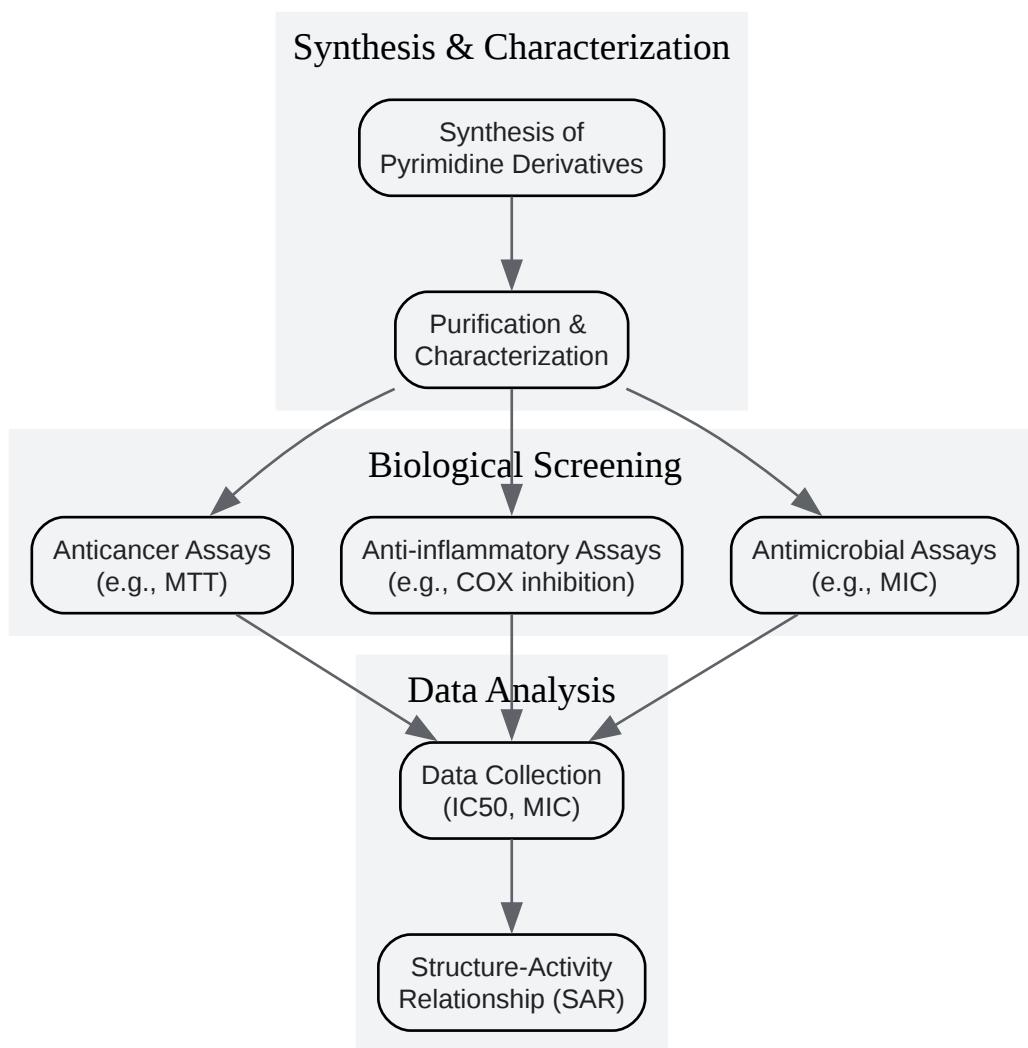 Synthesis & Characterization
Synthesis of
Pyrimidine Derivatives
Purification &
Characterization
Biological Screening
Anticancer Assays
(e.g., MTT)
Anti-inflammatory Assays
(e.g., COX inhibition)
Antimicrobial Assays
(e.g., MIC)
Data Analysis
Data Collection
(IC50, MIC)
Structure-Activity
Relationship (SAR)